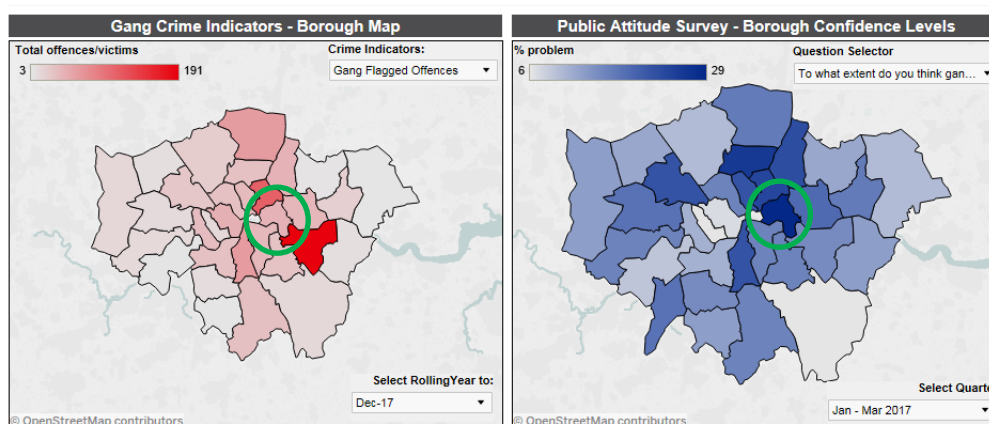 Gang Crime Indicators - Borough Map
Total offences/victims
3
191
Crime Indicators:
Gang Flagged Offences
Select RollingYear to:
Dec-17
© OpenStreetMap contributors
Public Attitude Survey - Borough Confidence Levels
% problem
6
29
Question Selector
To what extent do you think gan...
Select Quarte
Jan - Mar 2017
© OpenStreetMap contributors